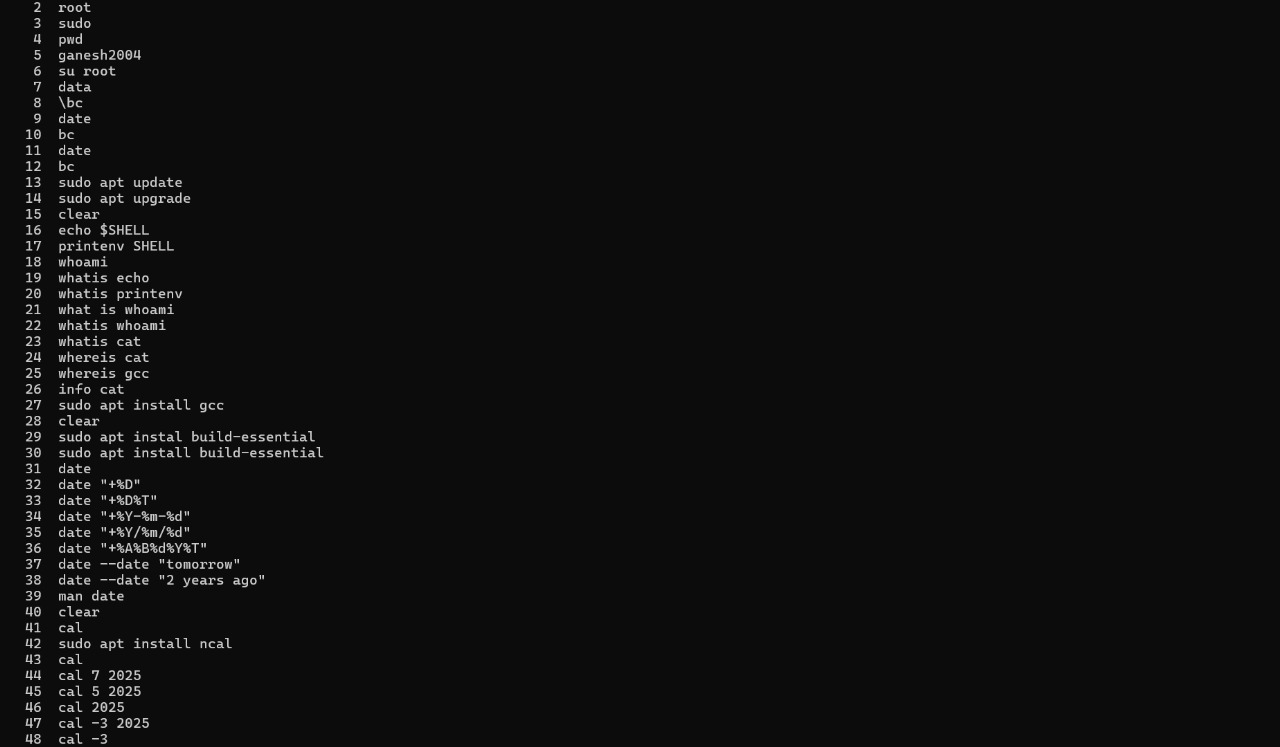 2 root
3 sudo
4 pwd
5 ganesh2004
6 su root
7 data
8 \bc
9 date
10 bc
11 date
12 bc
13 sudo apt update
14 sudo apt upgrade
15 clear
16 echo $SHELL
17 printenv SHELL
18 whoami
19 whatis echo
20 whatis printenv
21 what is whoami
22 whatis whoami
23 whatis cat
24 whereis cat
25 whereis gcc
26 info cat
27 sudo apt install gcc
28 clear
29 sudo apt instal build-essential
30 sudo apt install build-essential
31 date
32 date "+%D"
33 date "+%D%T"
34 date "+%Y-%m-%d"
35 date "+%Y/%m/%d"
36 date "+%A%B%d%Y%T"
37 date --date "tomorrow"
38 date --date "2 years ago"
39 man date
40 clear
41 cal
42 sudo apt install ncal
43 cal
44 cal 7 2025
45 cal 5 2025
46 cal 2025
47 cal -3 2025
48 cal -3